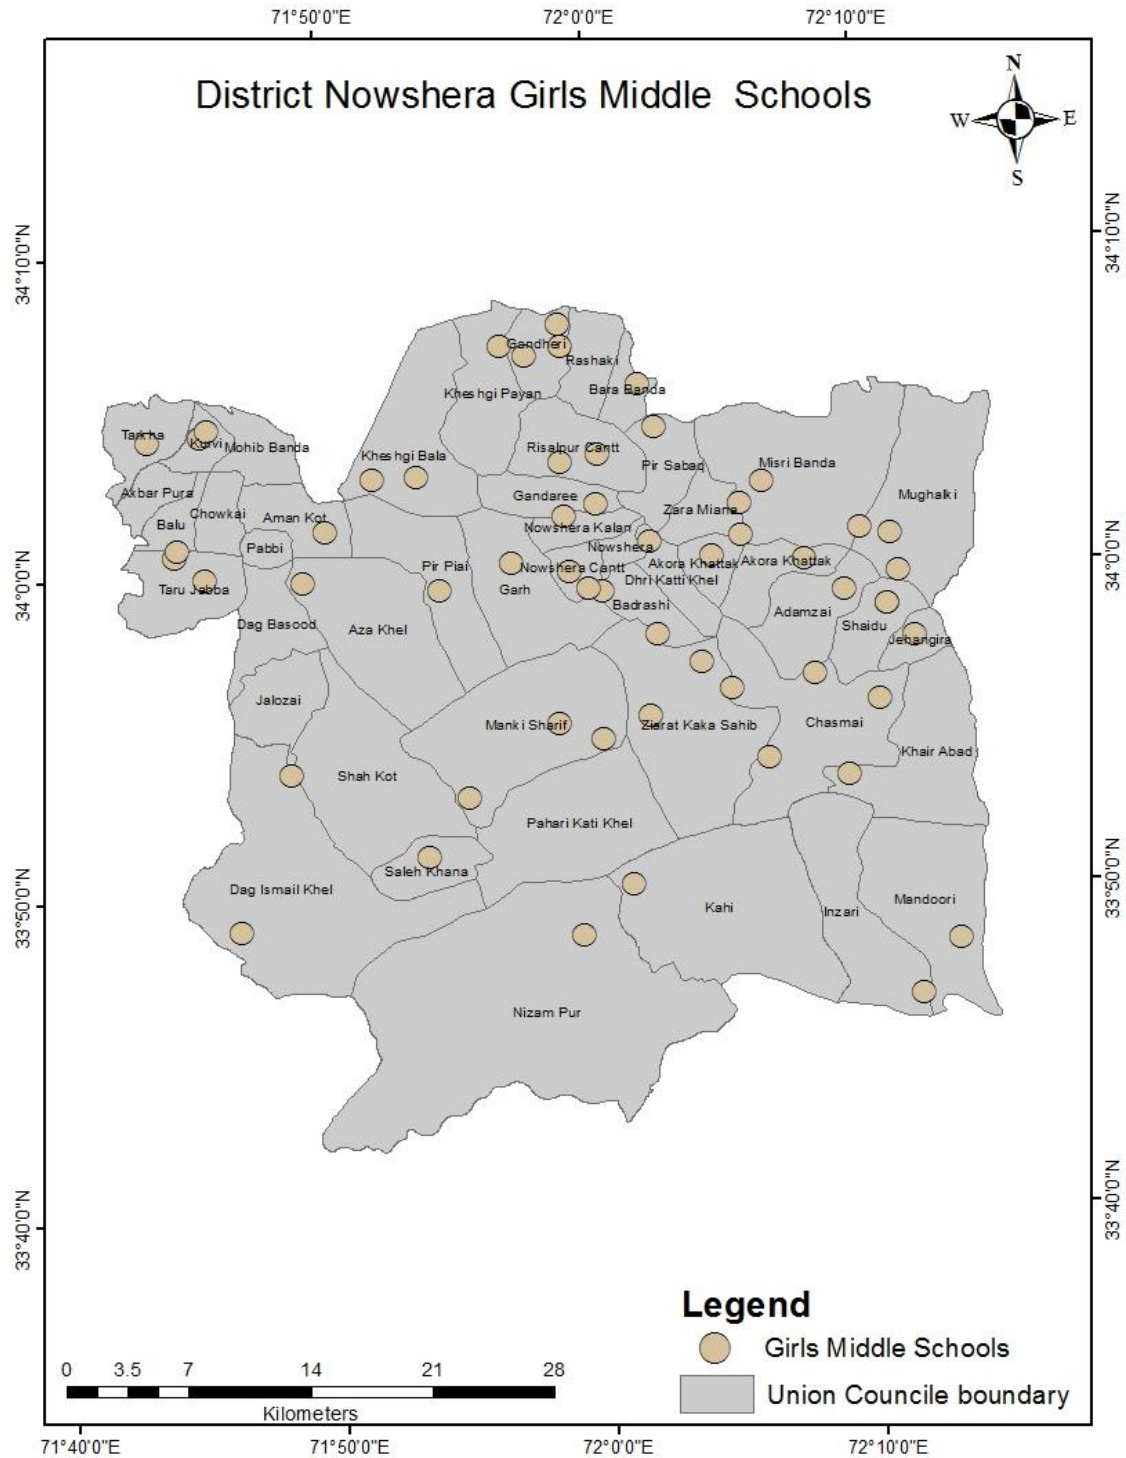 71°50'0"E 72°0'0"E 72°10'0"E
District Nowshera Girls Middle Schools
N
W E
S
34°10'0"N
34°10'0"N
Gandheri
Rashaki
Bara Banda
Kheshgi Payan
Tarkha
Kurvi
Mohib Banda
Kheshgi Bala
Risalpur Cantt
Pir Sabaq
Misri Banda
Akbar Pura
Gandaree
Mughalki
Chowkai
Aman Kot
Zara Miana
Balu
Nowshera Kalan
Pabbi
Nowshera
34°0'0"N
Akora Khattak
Akora Khattak
Pir Piai
Nowshera Cantt
34°0'0"N
Dhri Katti Khel
Taru Jabba
Garh
Badrashi
Adamzai
Dag Basood
Aza Khel
Shaidu
Jehangira
Jalozai
Manki Sharif
Ziarat Kaka Sahib
Chasmai
Khair Abad
Shah Kot
Pahari Kati Khel
Saleh Khana
33°50'0"N
Dag Ismail Khel
Mandoori
33°50'0"N
Kahi
Inzari
Nizam Pur
33°40'0"N
33°40'0"N
Legend
Girls Middle Schools
Union Councile boundary
0 3.5 7 14 21 28
Kilometers
71°40'0"E 71°50'0"E 72°0'0"E 72°10'0"E